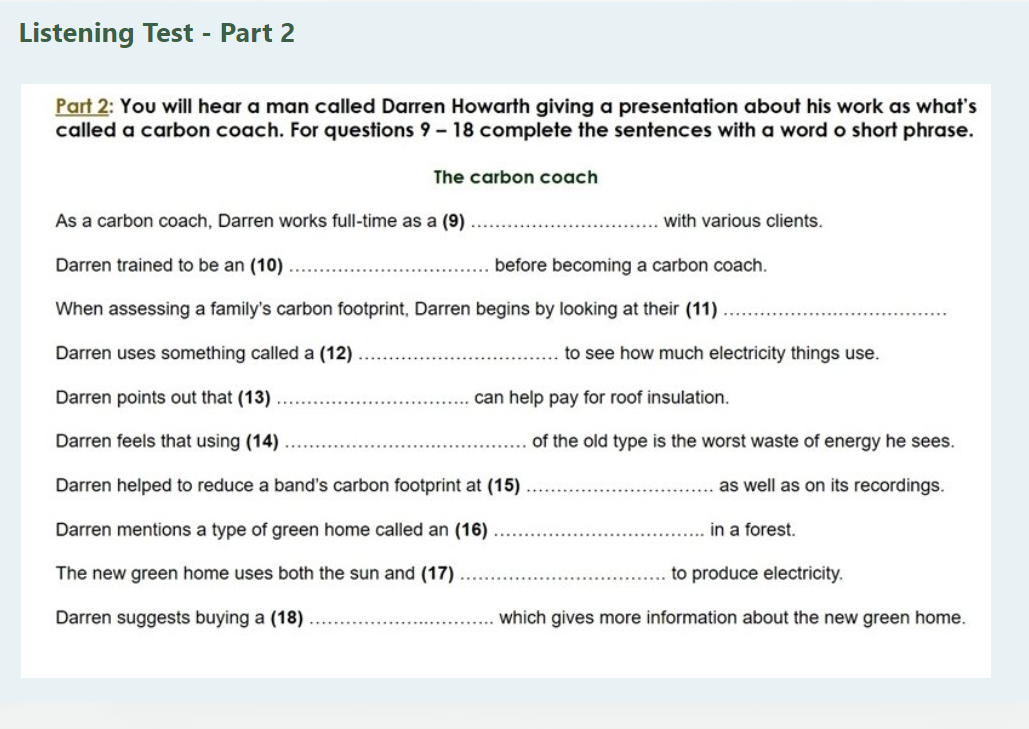 Listening Test - Part 2
Part 2: You will hear a man called Darren Howarth giving a presentation about his work as what's
called a carbon coach. For questions 9 – 18 complete the sentences with a word o short phrase.
The carbon coach
As a carbon coach, Darren works full-time as a (9) ............................... with various clients.
Darren trained to be an (10) ................................. before becoming a carbon coach.
When assessing a family's carbon footprint, Darren begins by looking at their (11) .....................................
Darren uses something called a (12) ................................. to see how much electricity things use.
Darren points out that (13) ................................ can help pay for roof insulation.
Darren feels that using (14) ........................................ of the old type is the worst waste of energy he sees.
Darren helped to reduce a band's carbon footprint at (15) ............................... as well as on its recordings.
Darren mentions a type of green home called an (16) ................................... in a forest.
The new green home uses both the sun and (17) .................................. to produce electricity.
Darren suggests buying a (18) ............................... which gives more information about the new green home.